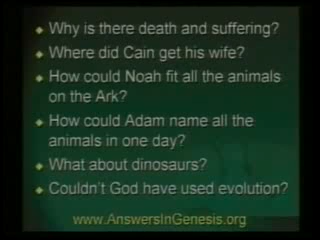 Why is there death and suffering?
Where did Cain get his wife?
How could Noah fit all the animals
on the Ark?
How could Adam name all the
animals in one day?
What about dinosaurs?
Couldn't God have used evolution?
www.AnswersInGenesis.org